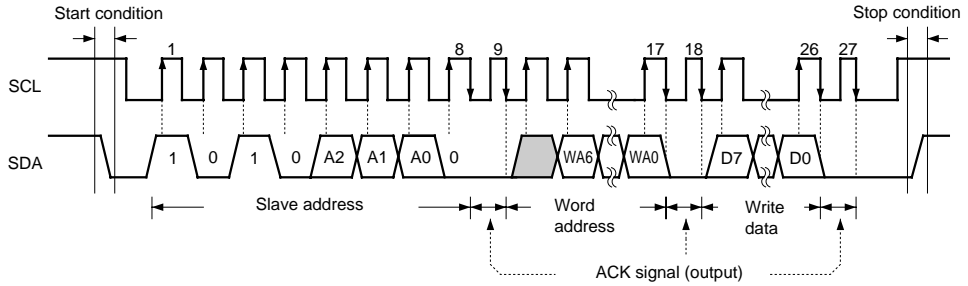 Start condition
Stop condition
1
8
9
17
18
26
27
SCL
SDA
1
0
1
0
A2
A1
A0
0
WA6
WA0
D7
D0
Slave address
Word
address
Write
data
ACK signal (output)